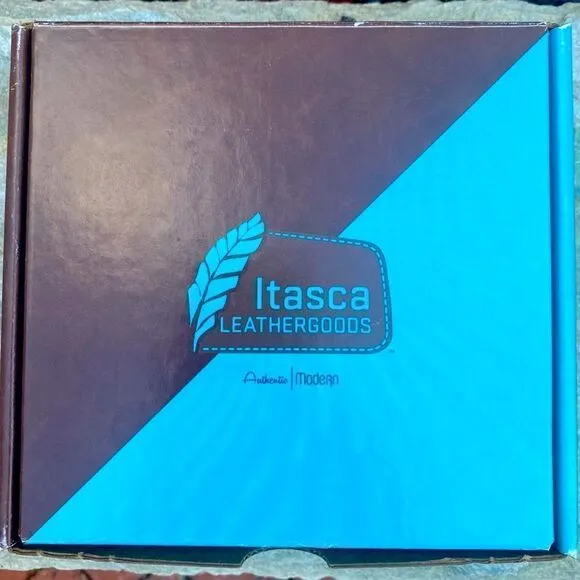 Itasca
LEATHERGOODS
Authentic | Modern